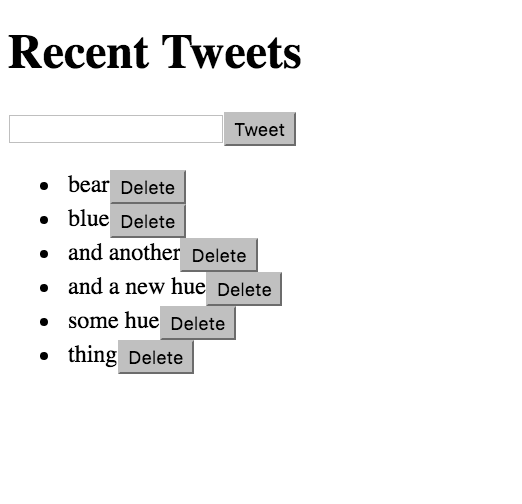 Recent Tweets
Tweet
bear Delete
blue Delete
and another Delete
and a new hue Delete
some hue Delete
thing Delete